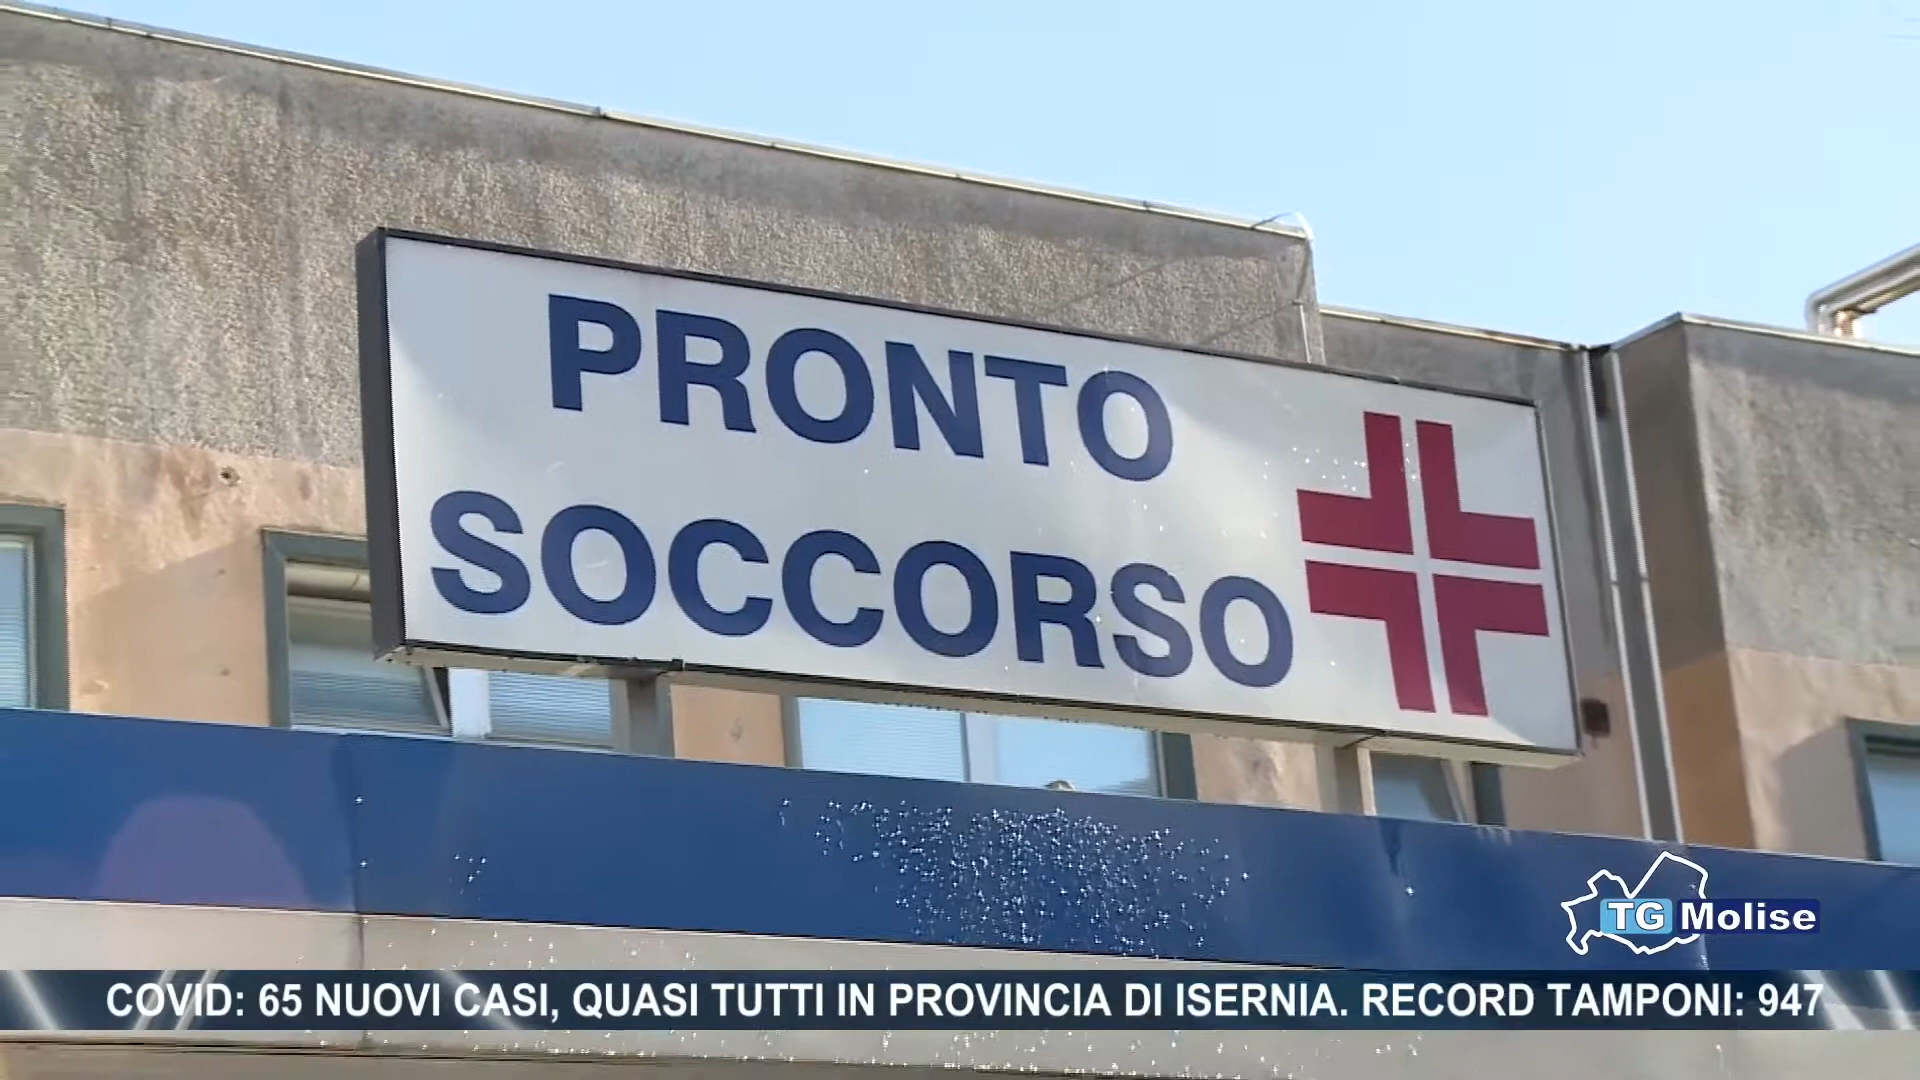 PRONTO
SOCCORSO
TG Molise
COVID: 65 NUOVI CASI, QUASI TUTTI IN PROVINCIA DI ISERNIA. RECORD TAMPONI: 947